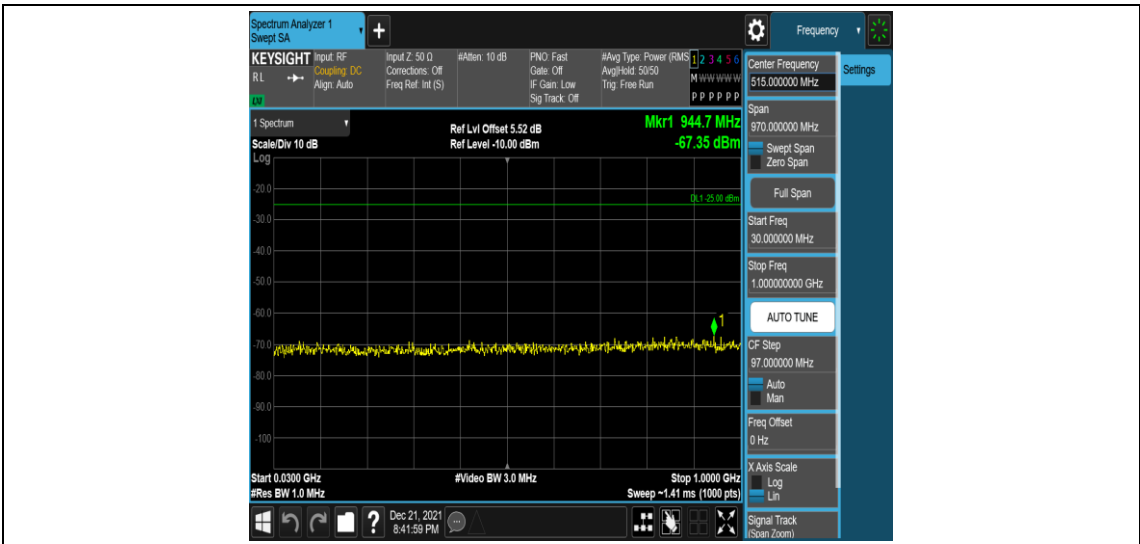 Spectrum Analyzer 1
Swept SA
+
Frequency
KEYSIGHT
RL
LXI
Input: RF
Coupling: DC
Align: Auto
Input Z: 50 Ω
Corrections: Off
Freq Ref: Int (S)
#Atten: 10 dB
PNO: Fast
Gate: Off
IF Gain: Low
Sig Track: Off
#Avg Type: Power (RMS
Avg|Hold: 50/50
Trig: Free Run
1 2 3 4 5 6
M W W W W W
P P P P P P
Center Frequency
515.000000 MHz
Settings
Span
970.000000 MHz
Swept Span
Zero Span
Full Span
Start Freq
30.000000 MHz
Stop Freq
1.000000000 GHz
AUTO TUNE
CF Step
97.000000 MHz
Auto
Man
Freq Offset
0 Hz
X Axis Scale
Log
Lin
Signal Track
(Span Zoom)
1 Spectrum
Scale/Div 10 dB
Ref Lvl Offset 5.52 dB
Ref Level -10.00 dBm
Mkr1 944.7 MHz
-67.35 dBm
Log
-20.0
DL1 -25.00 dBm
-30.0
-40.0
-50.0
-60.0
1
-70.0
-80.0
-90.0
-100
Start 0.0300 GHz
#Video BW 3.0 MHz
Stop 1.0000 GHz
#Res BW 1.0 MHz
Sweep ~1.41 ms (1000 pts)
?
Dec 21, 2021
8:41:59 PM